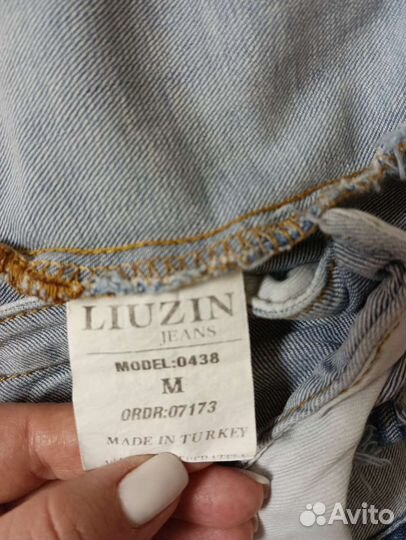 LIUZIN
JEANS
MODEL:0438
M
ORDR:07173
MADE IN TURKEY
Avito